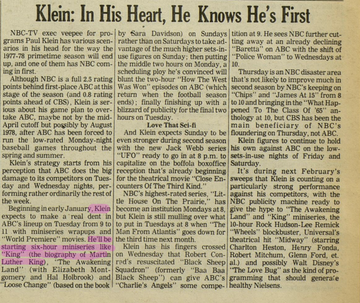 Klein: In His Heart, He Knows He's First
NBC-TV exec veepee for pro-
grams Paul Klein has various sce-
narios in his head for the way the
1977-78 primetime season will end
up, and one of them has NBC com-
ing in first.
Although NBC is a full 2.5 rating
points behind first-place ABC at this
stage of the season (and 0.8 rating
points ahead of CBS), Klein is ser-
ious about his game plan to over-
take ABC, maybe not by the mid-
April cutoff but possibly by August
1978, after ABC has been forced to
run the low-rated Monday-night
baseball games throughout the
spring and summer.
Klein's strategy starts from his
perception that ABC does the big
damage to its competitors on Tues-
day and Wednesday nights, per-
forming rather ordinarily the rest of
the week.
Beginning in early January, Klein
expects to make a real dent in
ABC's lineup on Tuesday from 9 to
11 with miniseries wrapups and
"World Premiere" movies. He'll be
starting six-hour miniseries like
"King" (the biography of Martin
Luther King), "The Awakening
Land" (with Elizabeth Mont-
gomery and Hal Holbrook) and
"Loose Change" (based on the book
by Sara Davidson) on Sundays
rather than on Saturdays to take ad-
vantage of the much higher sets-in-
use figures on Sunday; then putting
the middle two hours on Monday, a
scheduling ploy he's convinced will
blunt the two-hour "How The West
Was Won" episodes on ABC (which
return when the football season
ends); finally finishing up with a
blizzard of publicity for the final two
hours on Tuesday.
Love That Sci-fi
And Klein expects Sunday to be
even stronger during second season
with the new Jack Webb series
"UFO" ready to go in at 8 p.m. to
capitalize on the boffola boxoffice
reception that's already beginning
for the theatrical movie "Close En-
counters Of The Third Kind."
NBC's highest-rated series, "Lit-
tle House On The Prairie," has
become an institution Mondays at 8,
but Klein is still mulling over what
to put in Tuesdays at 8 when "The
Man From Atlantis" goes down for
the third time next month.
Klein has his fingers crossed
on Wednesday that Robert Con-
rad's resuscitated "Black Sheep
Squadron" (formerly "Baa Baa
Black Sheep") can give ABC's
"Charlie's Angels" some compe-
tition at 9. He sees NBC further cut-
ting away at an already declining
"Baretta" on ABC with the shift of
"Police Woman" to Wednesdays at
10.
Thursday is an NBC disaster area
that's not likely to improve much in
second season by NBC's keeping on
"Chips" and "James At 15" from 8
to 10 and bringing in the "What Hap-
pened To The Class Of '65" an-
thology at 10, but CBS has been the
main beneficiary of NBC's
floundering on Thursday, not ABC.
Klein figures to continue to hold
his own against ABC on the low-
sets-in-use nights of Friday and
Saturday.
It's during next February's
sweeps that Klein is counting on a
particularly strong performance
against his competitors, with the
NBC publicity machine ready to
give the hype to "The Awakening
Land" and "King" miniseries, the
10-hour Rock Hudson-Lee Remick
"Wheels" blockbuster, Universal's
theatrical hit "Midway" (starring
Charlton Heston, Henry Fonda,
Robert Mitchum, Glenn Ford, et
al.) and possibly Walt Disney's
"The Love Bug" as the kind of pro-
gramming that should generate
healthy Nielsens.